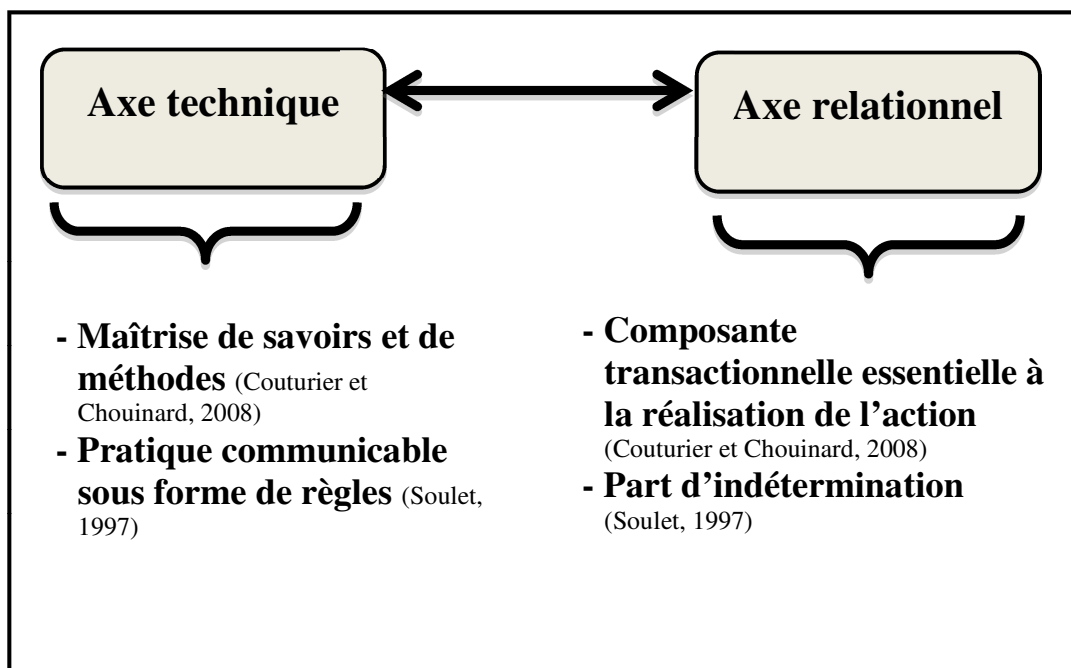 Axe technique
Axe relationnel
- Maîtrise de savoirs et de
méthodes (Couturier et
Chouinard, 2008)
- Pratique communicable
sous forme de règles (Soulet,
1997)
- Composante
transactionnelle essentielle à
la réalisation de l’action
(Couturier et Chouinard, 2008)
- Part d’indétermination
(Soulet, 1997)